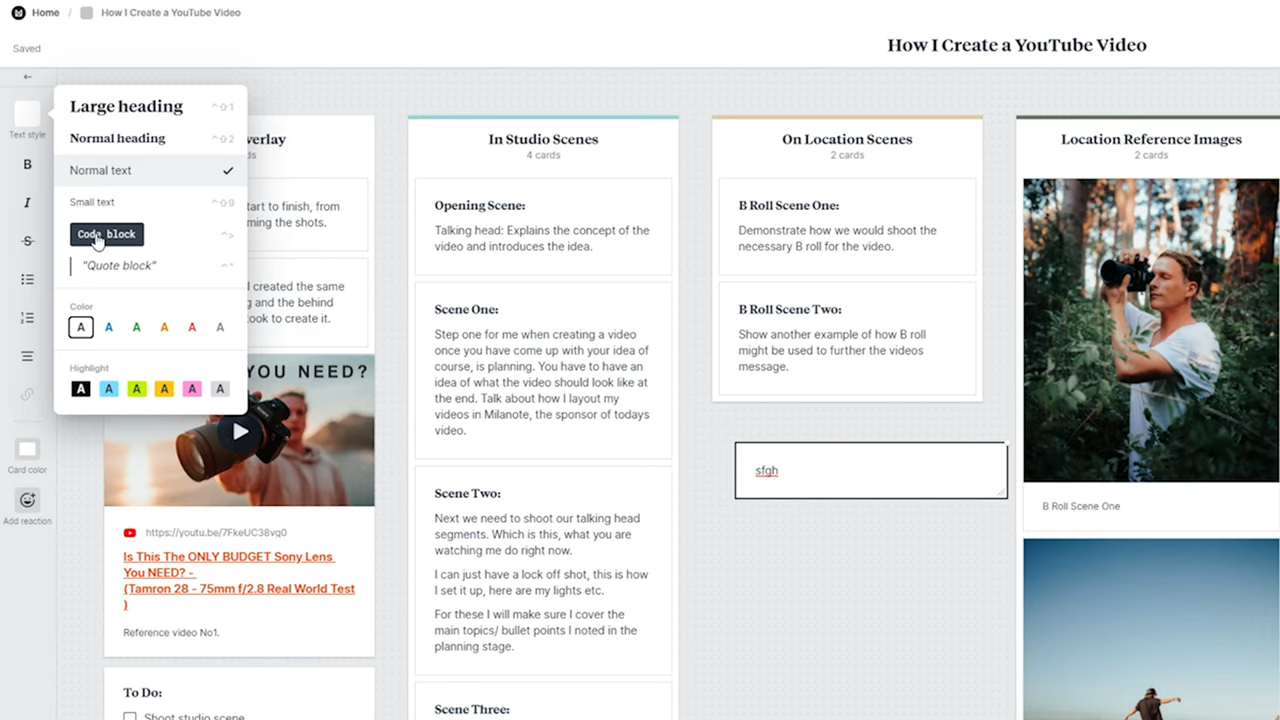 Home / How I Create a YouTube Video
Saved
How I Create a YouTube Video
Text style
B
I
S
Card color
Add reaction
Large heading ^⇧1
Normal heading ^⇧2
Normal text
Small text ^⇧9
Code block ^>
"Quote block" ^"
Color
A A A A A A
Highlight
A A A A A A
verlay
ds
tart to finish, from
ming the shots.
I created the same
g and the behind
ook to create it.
YOU NEED?
https://youtu.be/7FkeUC38vq0
Is This The ONLY BUDGET Sony Lens
You NEED? -
(Tamron 28 - 75mm f/2.8 Real World Test
)
Reference video No1.
To Do:
Shoot studio scene
In Studio Scenes
4 cards
Opening Scene:
Talking head: Explains the concept of the
video and introduces the idea.
Scene One:
Step one for me when creating a video
once you have come up with your idea of
course, is planning. You have to have an
idea of what the video should look like at
the end. Talk about how I layout my
videos in Milanote, the sponsor of todays
video.
Scene Two:
Next we need to shoot our talking head
segments. Which is this, what you are
watching me do right now.
I can just have a lock off shot, this is how
I set it up, here are my lights etc.
For these I will make sure I cover the
main topics/ bullet points I noted in the
planning stage.
Scene Three:
On Location Scenes
2 cards
B Roll Scene One:
Demonstrate how we would shoot the
necessary B roll for the video.
B Roll Scene Two:
Show another example of how B roll
might be used to further the videos
message.
sfgh
Location Reference Images
2 cards
B Roll Scene One